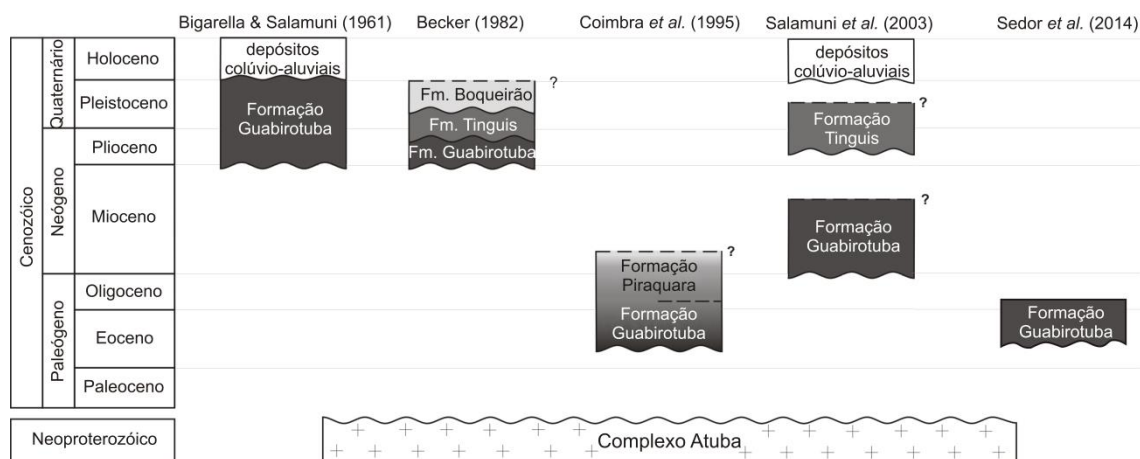 Bigarella & Salamuni (1961)
Becker (1982)
Coimbra et al. (1995)
Salamuni et al. (2003)
Sedor et al. (2014)
Cenozóico
Quaternário
Neógeno
Paleógeno
Holoceno
Pleistoceno
Plioceno
Mioceno
Oligoceno
Eoceno
Paleoceno
Neoproterozóico
depósitos
colúvio-aluviais
Formação
Guabirotuba
?
Fm. Boqueirão
Fm. Tinguis
Fm. Guabirotuba
?
Formação
Piraquara
Formação
Guabirotuba
depósitos
colúvio-aluviais
?
Formação
Tinguis
?
Formação
Guabirotuba
Formação
Guabirotuba
Complexo Atuba